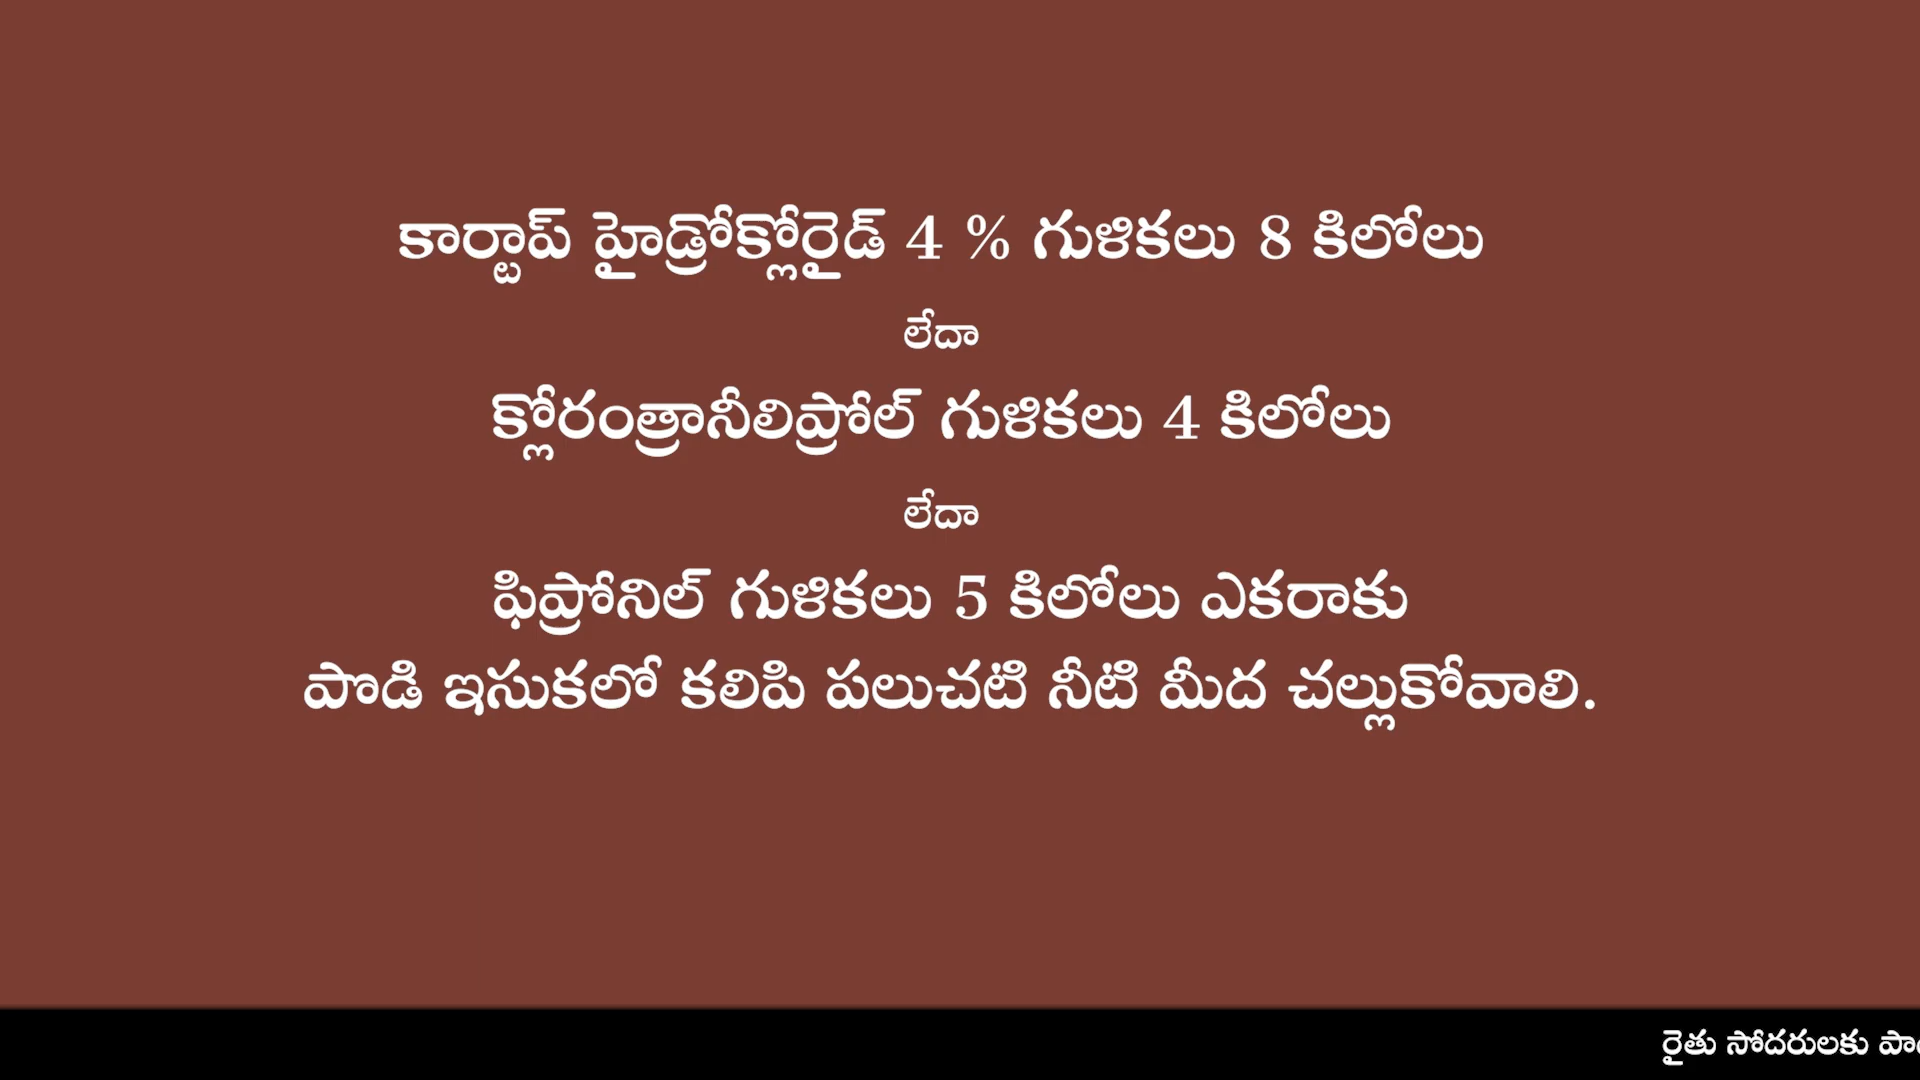 కార్టాప్ హైడ్రోక్లోరైడ్ 4 % గుళికలు 8 కిలోలు
లేదా
క్లోరంత్రానీలిప్రోల్ గుళికలు 4 కిలోలు
లేదా
ఫిప్రోనిల్ గుళికలు 5 కిలోలు ఎకరాకు
పొడి ఇసుకలో కలిపి పలుచటి నీటి మీద చల్లుకోవాలి.
రైతు సోదరులకు